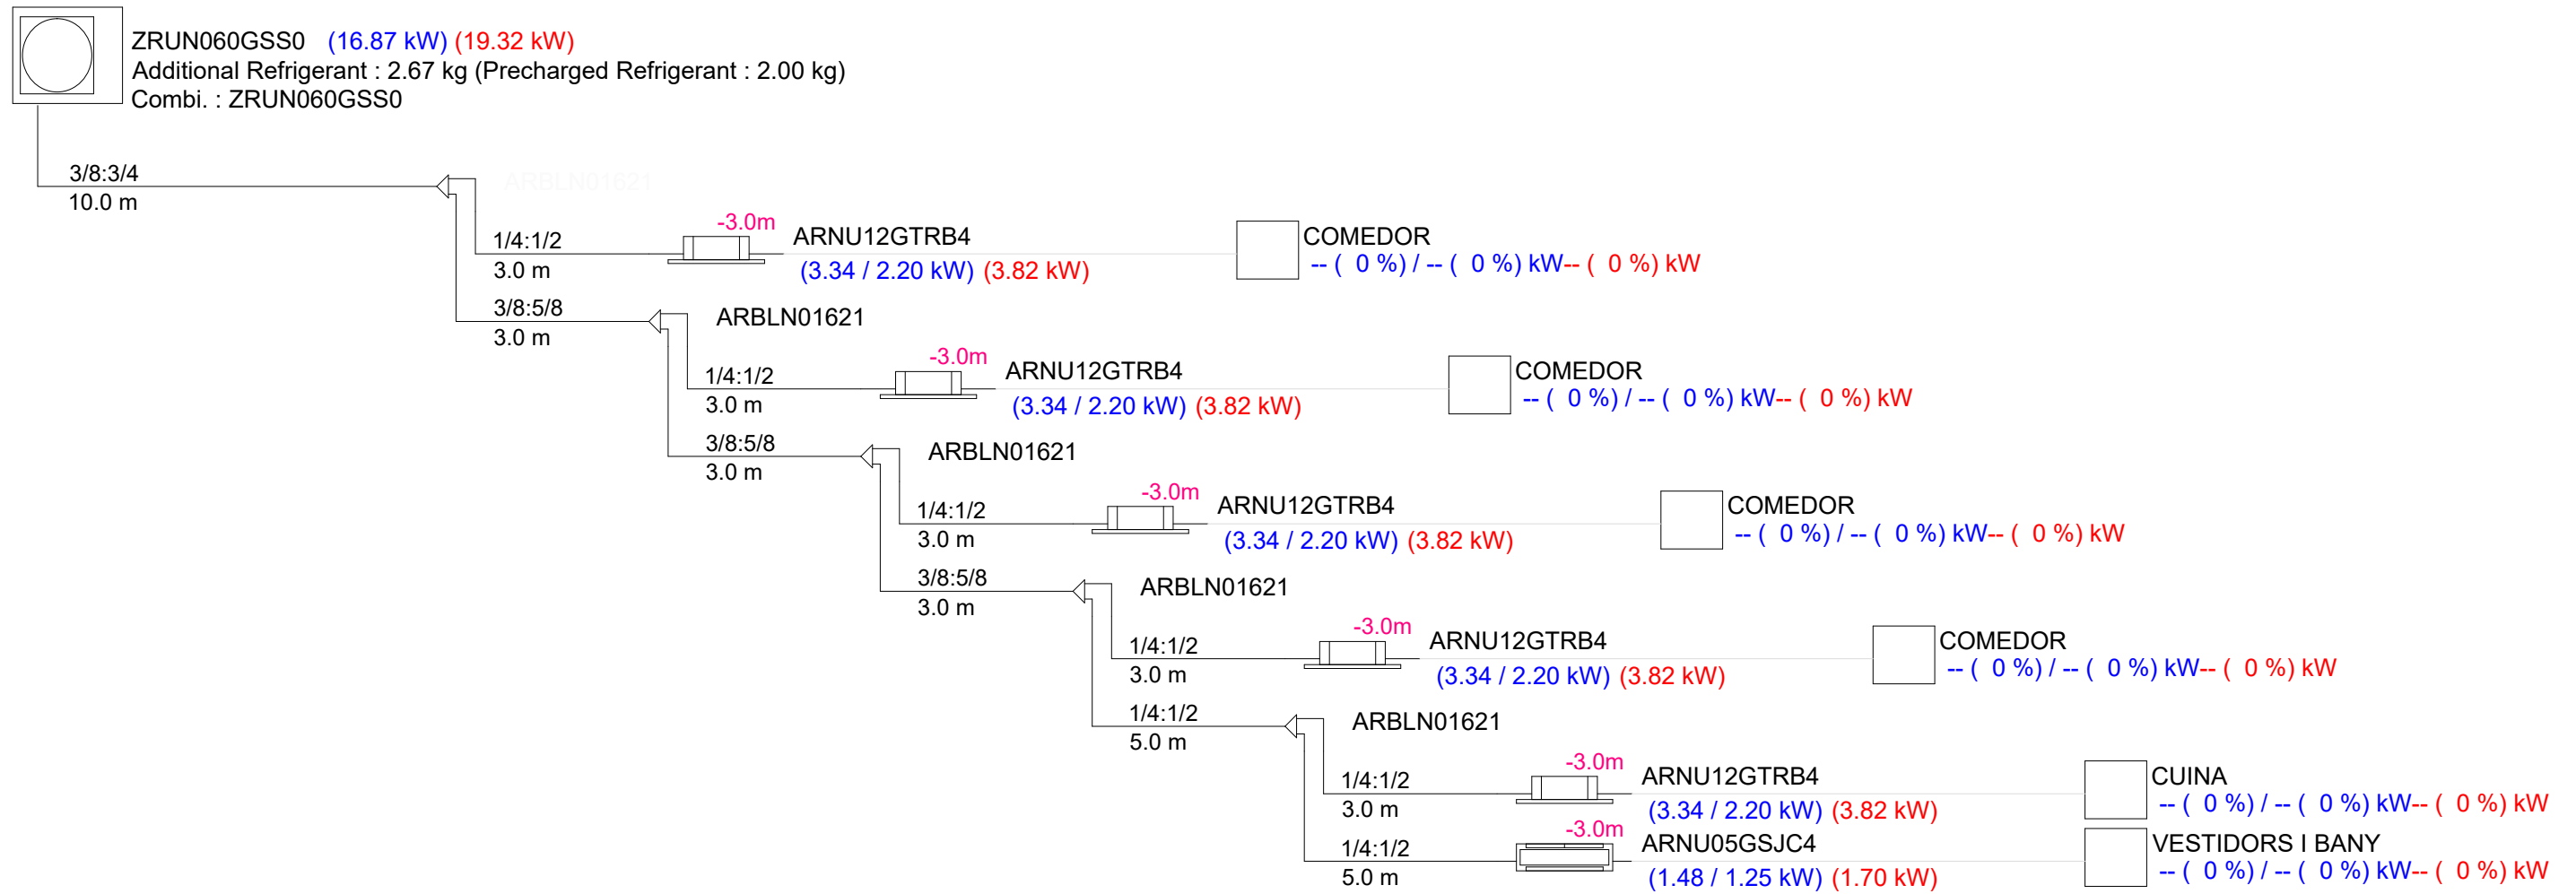 ZRUN060GSS0 (16.87 kW) (19.32 kW)
Additional Refrigerant : 2.67 kg (Precharged Refrigerant : 2.00 kg)
Combi. : ZRUN060GSS0
3/8:3/4
10.0 m
ARBLN01621
-3.0m
1/4:1/2
3.0 m
ARNU12GTRB4
(3.34 / 2.20 kW) (3.82 kW)
COMEDOR
-- ( 0 %) / -- ( 0 %) kW-- ( 0 %) kW
3/8:5/8
3.0 m
ARBLN01621
-3.0m
1/4:1/2
3.0 m
ARNU12GTRB4
(3.34 / 2.20 kW) (3.82 kW)
COMEDOR
-- ( 0 %) / -- ( 0 %) kW-- ( 0 %) kW
3/8:5/8
3.0 m
ARBLN01621
-3.0m
1/4:1/2
3.0 m
ARNU12GTRB4
(3.34 / 2.20 kW) (3.82 kW)
COMEDOR
-- ( 0 %) / -- ( 0 %) kW-- ( 0 %) kW
3/8:5/8
3.0 m
ARBLN01621
-3.0m
1/4:1/2
3.0 m
ARNU12GTRB4
(3.34 / 2.20 kW) (3.82 kW)
COMEDOR
-- ( 0 %) / -- ( 0 %) kW-- ( 0 %) kW
1/4:1/2
5.0 m
ARBLN01621
-3.0m
1/4:1/2
3.0 m
ARNU12GTRB4
(3.34 / 2.20 kW) (3.82 kW)
CUINA
-- ( 0 %) / -- ( 0 %) kW-- ( 0 %) kW
-3.0m
1/4:1/2
5.0 m
ARNU05GSJC4
(1.48 / 1.25 kW) (1.70 kW)
VESTIDORS I BANY
-- ( 0 %) / -- ( 0 %) kW-- ( 0 %) kW